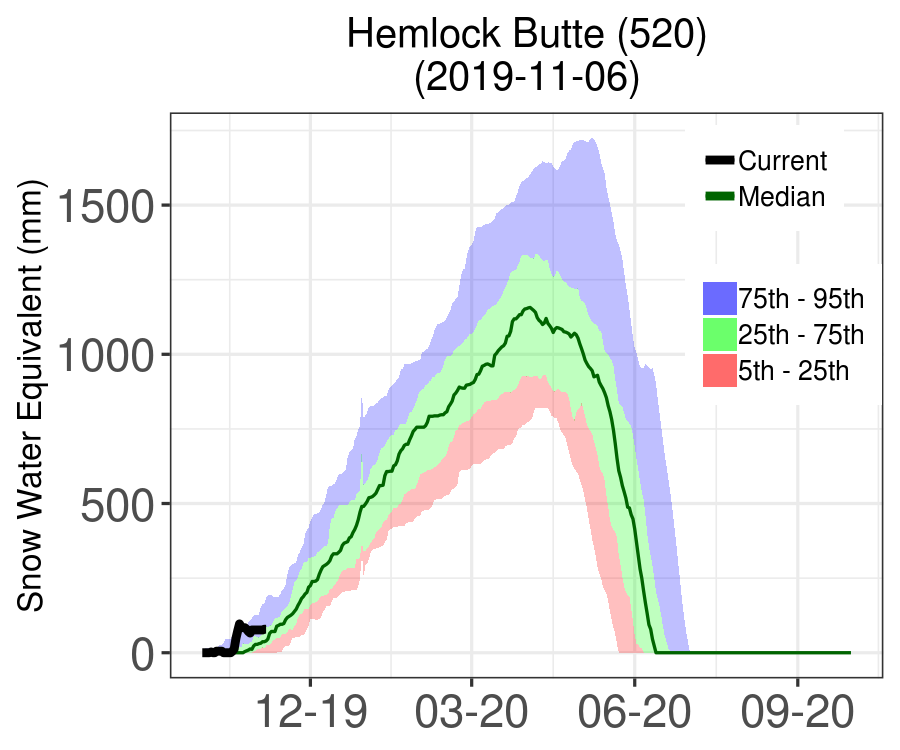 Hemlock Butte (520)
(2019-11-06)
Snow Water Equivalent (mm)
1500
1000
500
0
12-19
03-20
06-20
09-20
Current
Median
75th - 95th
25th - 75th
5th - 25th